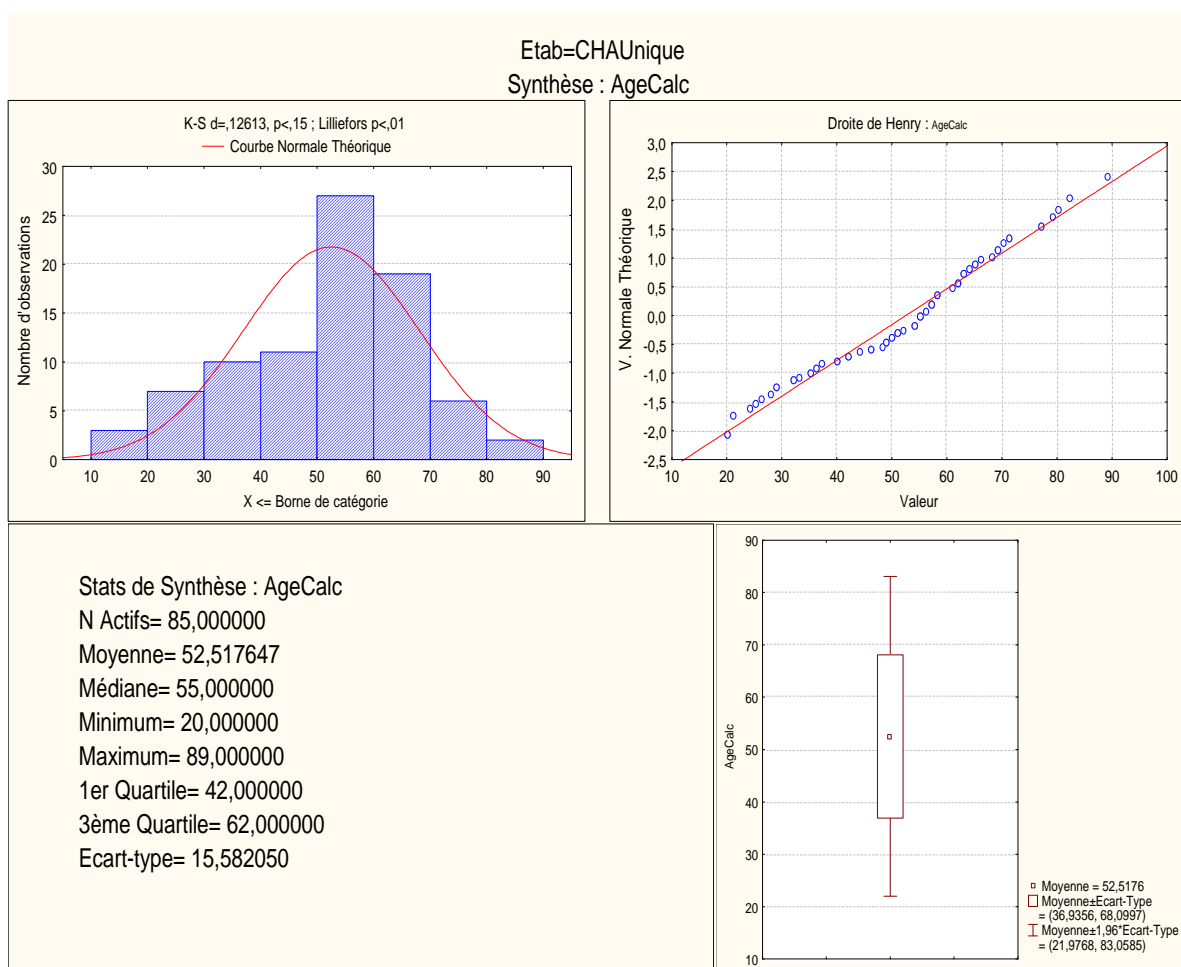 Etab=CHAUnique
Synthèse : AgeCalc
K-S d=,12613, p<,15 ; Lilliefors p<,01
Courbe Normale Théorique
30
25
20
15
10
5
0
Nombre d'observations
10 20 30 40 50 60 70 80 90
X <= Borne de catégorie
Droite de Henry : AgeCalc
3,0
2,5
2,0
1,5
1,0
0,5
0,0
-0,5
-1,0
-1,5
-2,0
-2,5
V. Normale Théorique
10 20 30 40 50 60 70 80 90 100
Valeur
Stats de Synthèse : AgeCalc
N Actifs= 85,000000
Moyenne= 52,517647
Médiane= 55,000000
Minimum= 20,000000
Maximum= 89,000000
1er Quartile= 42,000000
3ème Quartile= 62,000000
Ecart-type= 15,582050
90
80
70
60
50
40
30
20
10
AgeCalc
Moyenne = 52,5176
Moyenne±Ecart-Type
= (36,9356, 68,0997)
Moyenne±1,96*Ecart-Type
= (21,9768, 83,0585)